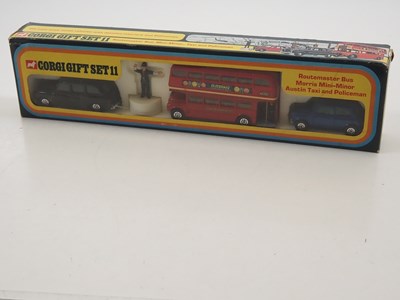 CORGI GIFT SET 11
Routemaster Bus
Morris Mini-Minor
Austin Taxi and Policeman